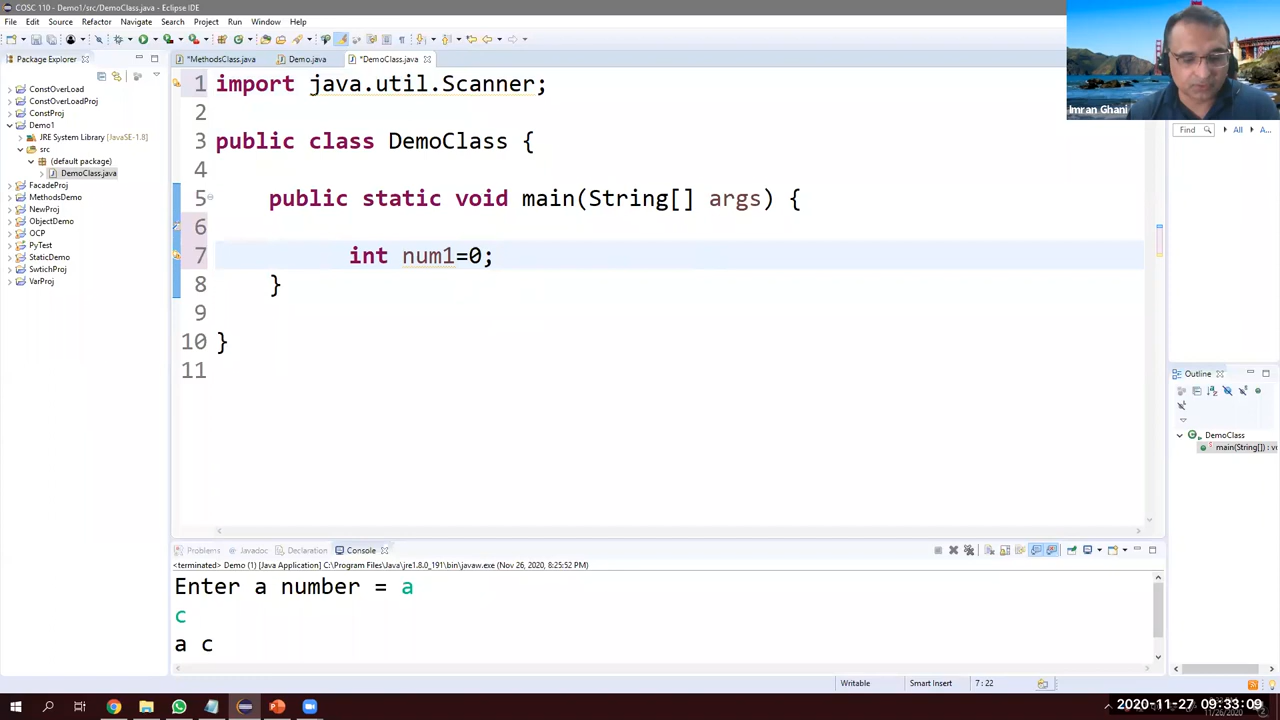 COSC 110 - Demo1/src/DemoClass.java - Eclipse IDE
File Edit Source Refactor Navigate Search Project Run Window Help
Package Explorer
*MethodsClass.java Demo.java *DemoClass.java
ConstOverLoad
ConstOverLoadProj
ConstProj
Demo1
JRE System Library [JavaSE-1.8]
src
(default package)
DemoClass.java
FacadeProj
MethodsDemo
NewProj
ObjectDemo
OCP
PyTest
StaticDemo
SwtichProj
VarProj
1 import java.util.Scanner;
2
3 public class DemoClass {
4
5 public static void main(String[] args) {
6
7 int num1=0;
8 }
9
10 }
11
Imran Ghani
Find All A...
Outline
DemoClass
main(String[]) : v
Problems Javadoc Declaration Console
<terminated> Demo (1) [Java Application] C:\Program Files\Java\jre1.8.0_191\bin\javaw.exe (Nov 26, 2020, 8:25:52 PM)
Enter a number = a
c
a c
Writable Smart Insert 7 : 22
2020-11-27 09:33:09
11/26/2020